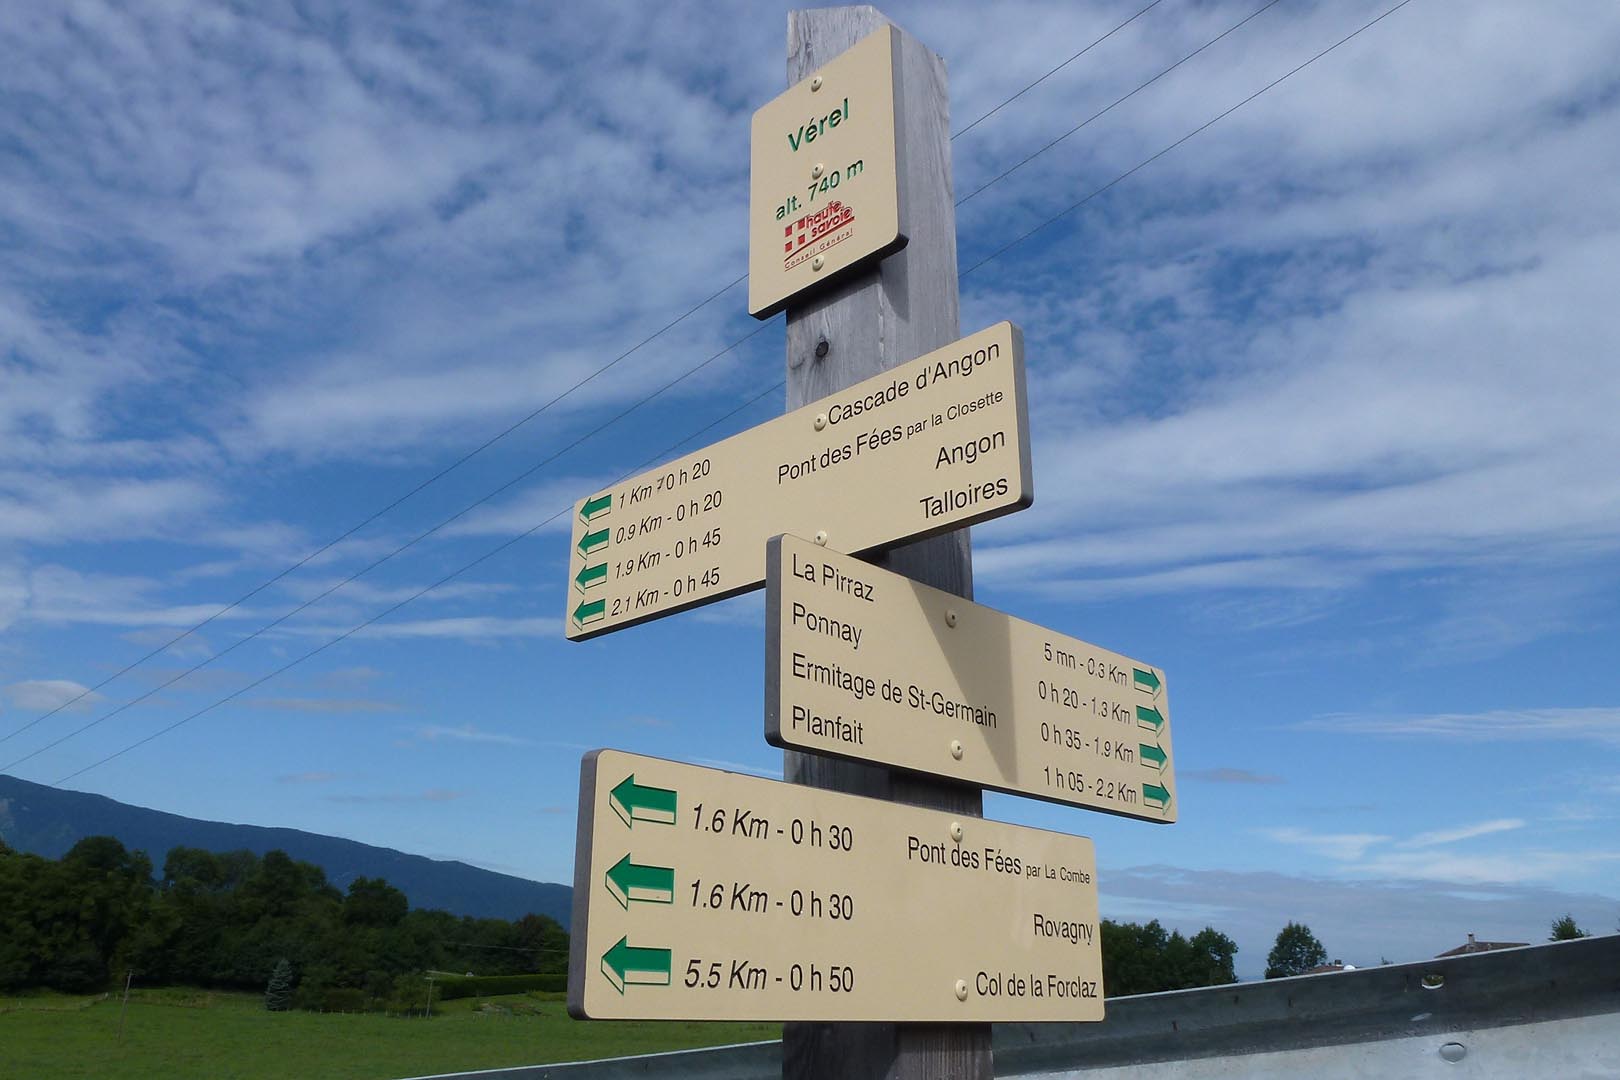 Vérel
alt. 740 m
haute
savoie
Conseil Général
1 Km - 0 h 20 Cascade d'Angon
0.9 Km - 0 h 20 Pont des Fées par la Closette
1.9 Km - 0 h 45 Angon
2.1 Km - 0 h 45 Talloires
La Pirraz 5 mn - 0.3 Km
Ponnay 0 h 20 - 1.3 Km
Ermitage de St-Germain 0 h 35 - 1.9 Km
Planfait 1 h 05 - 2.2 Km
1.6 Km - 0 h 30 Pont des Fées par La Combe
1.6 Km - 0 h 30 Rovagny
5.5 Km - 0 h 50 Col de la Forclaz